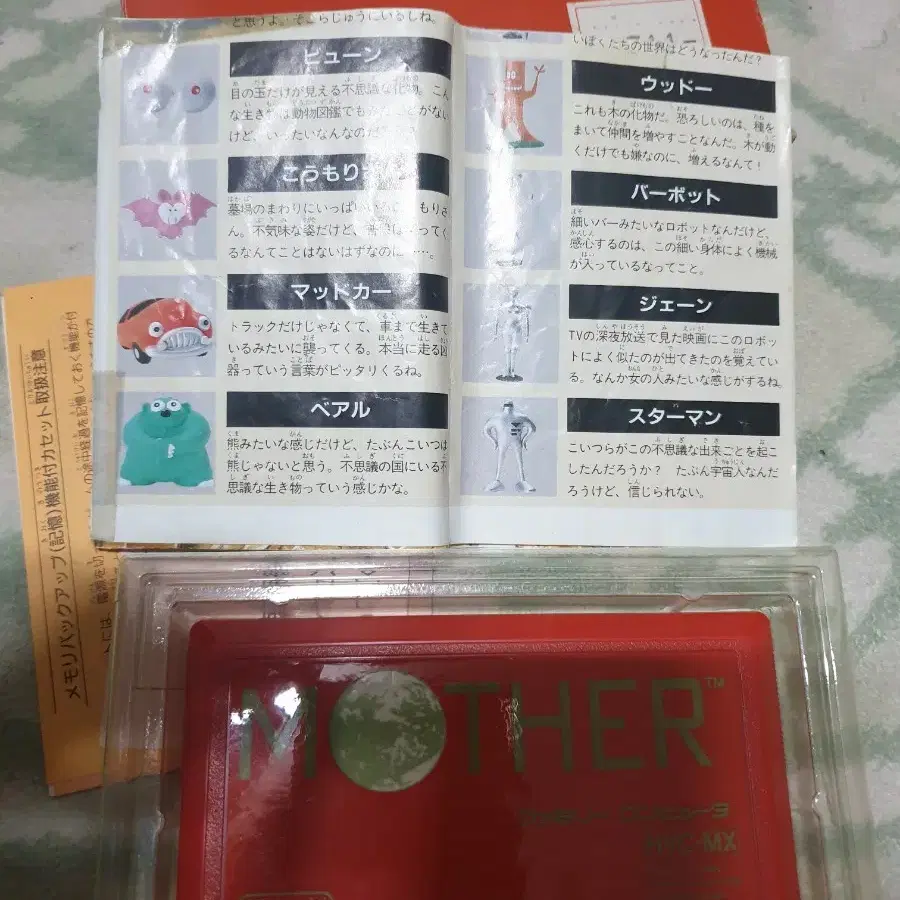 と思うよ。そこらじゅうにいるしね。
ビューン
目の玉だけが見える不思議な化物。こん
な生き物は動物図鑑でも
けど、いったいなんなのだ
こうもり
墓場のまわりにいっぱい
ん。不気味な姿だけど、
るなんてことはないはずなのに……。
マッドカー
トラックだけじゃなくて、車まで生きて
いるみたいに襲ってくる。本当に走る凶
器っていう言葉がピッタリくるね。
ベアル
熊みたいな感じだけど、たぶんこいつは
熊じゃないと思う。不思議の国にいる不
思議な生き物っていう感じかな。
いぼくたちの世界はどうなったんだ？
ウッドー
これも木の化物だ。恐ろしいのは、種を
まいて仲間を増やすことなんだ。木が動
くだけでも嫌なのに、増えるなんて！
バーボット
細いバーみたいなロボットなんだけど、
感心するのは、この細い身体によく機械
が入っているなってこと。
ジェーン
TVの深夜放送で見た映画にこのロボッ
トによく似たのが出てきたのを覚えてい
る。なんか女の人みたいな感じがするね。
スターマン
こいつらがこの不思議な出来ごとを起こ
したんだろうか？ たぶん宇宙人なんだ
ろうけど、信じられない。
メモリバックアップ(記憶)機能付カセット取扱注意
の途中経過を記憶しておく機能が付
MOTHER™
-MX